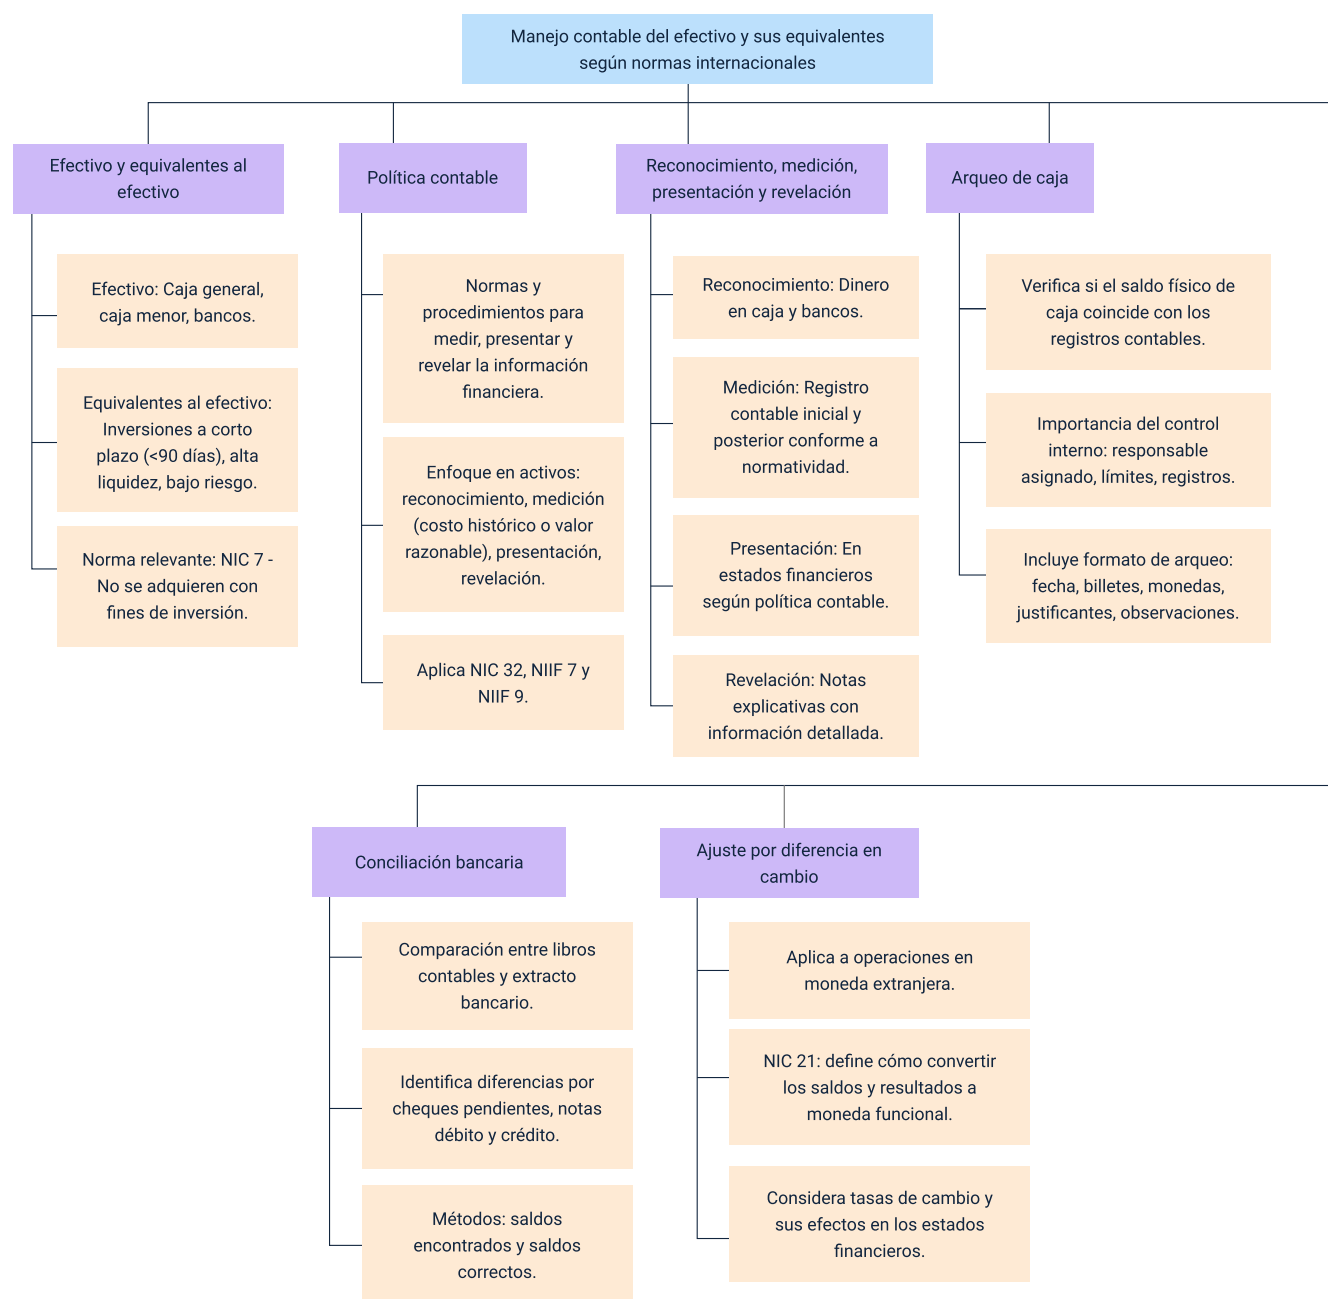 Manejo contable del efectivo y sus equivalentes
según normas internacionales
Efectivo y equivalentes al
efectivo
Efectivo: Caja general,
caja menor, bancos.
Equivalentes al efectivo:
Inversiones a corto
plazo (<90 días), alta
liquidez, bajo riesgo.
Norma relevante: NIC 7 -
No se adquieren con
fines de inversión.
Política contable
Normas y
procedimientos para
medir, presentar y
revelar la información
financiera.
Enfoque en activos:
reconocimiento, medición
(costo histórico o valor
razonable), presentación,
revelación.
Aplica NIC 32, NIIF 7 y
NIIF 9.
Reconocimiento, medición,
presentación y revelación
Reconocimiento: Dinero
en caja y bancos.
Medición: Registro
contable inicial y
posterior conforme a
normatividad.
Presentación: En
estados financieros
según política contable.
Revelación: Notas
explicativas con
información detallada.
Arqueo de caja
Verifica si el saldo físico de
caja coincide con los
registros contables.
Importancia del control
interno: responsable
asignado, límites, registros.
Incluye formato de arqueo:
fecha, billetes, monedas,
justificantes, observaciones.
Conciliación bancaria
Comparación entre libros
contables y extracto
bancario.
Identifica diferencias por
cheques pendientes, notas
débito y crédito.
Métodos: saldos
encontrados y saldos
correctos.
Ajuste por diferencia en
cambio
Aplica a operaciones en
moneda extranjera.
NIC 21: define cómo convertir
los saldos y resultados a
moneda funcional.
Considera tasas de cambio y
sus efectos en los estados
financieros.